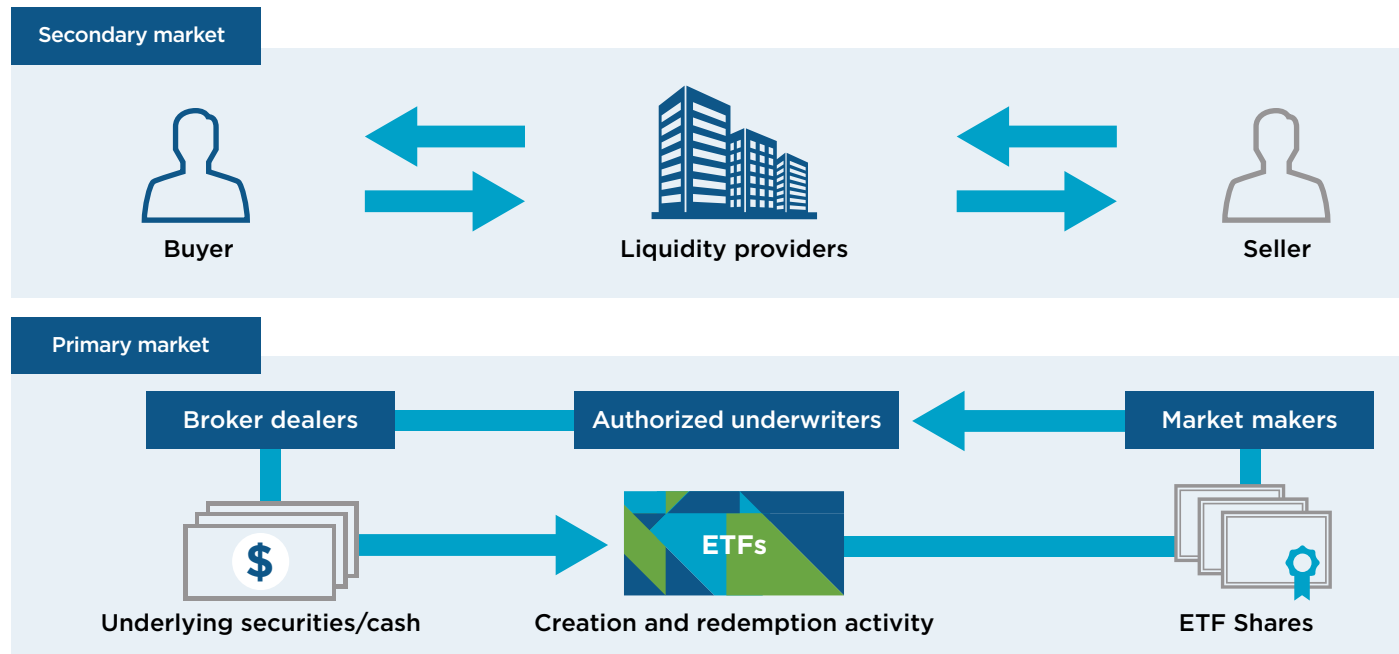 Secondary market
Buyer
Liquidity providers
Seller
Primary market
Broker dealers
Authorized underwriters
Market makers
$
ETFs
Underlying securities/cash
Creation and redemption activity
ETF Shares